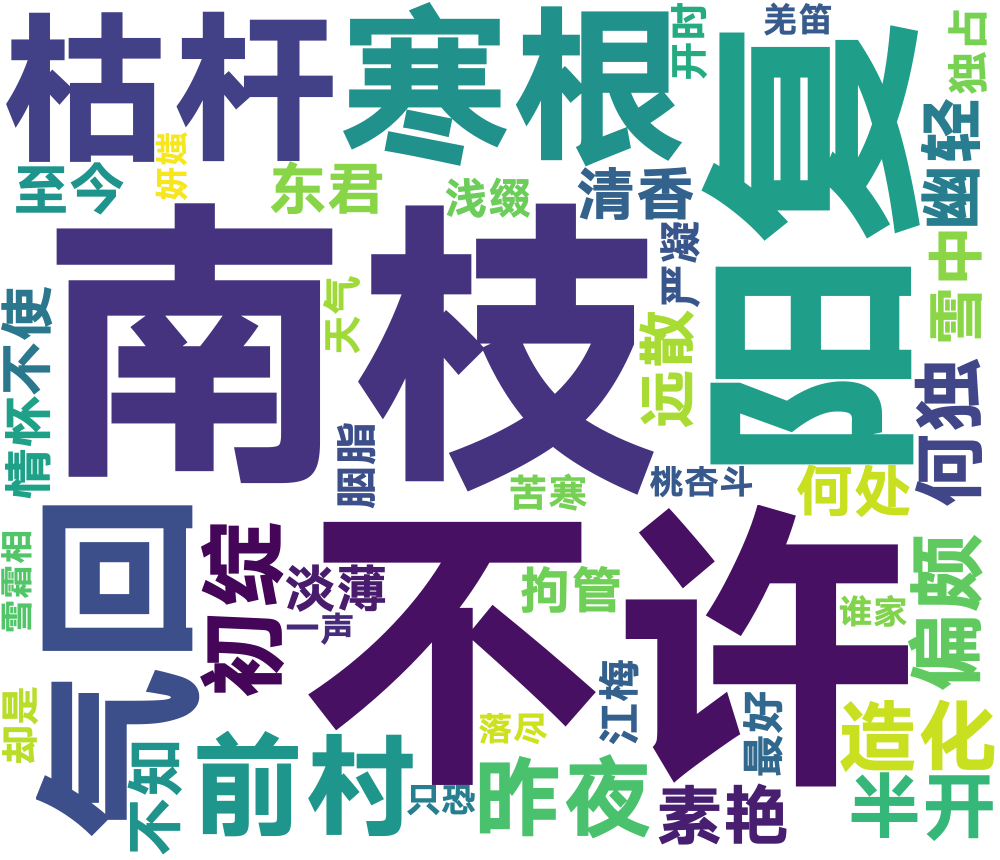 枯杆
寒根
开时
羌笛
独占
复阳
幽轻
至今
妍媸
东君
浅缀
清香
严凝
雪中
南枝
天气
远散
情怀不使
胭脂
苦寒
桃杏斗
何处
何独
回气
初绽
不许
雪霜相
淡薄
一声
拘管
谁家
偏颇
江梅
却是
落尽
最好
造化
不知
前村
只恐
昨夜
素艳
半开